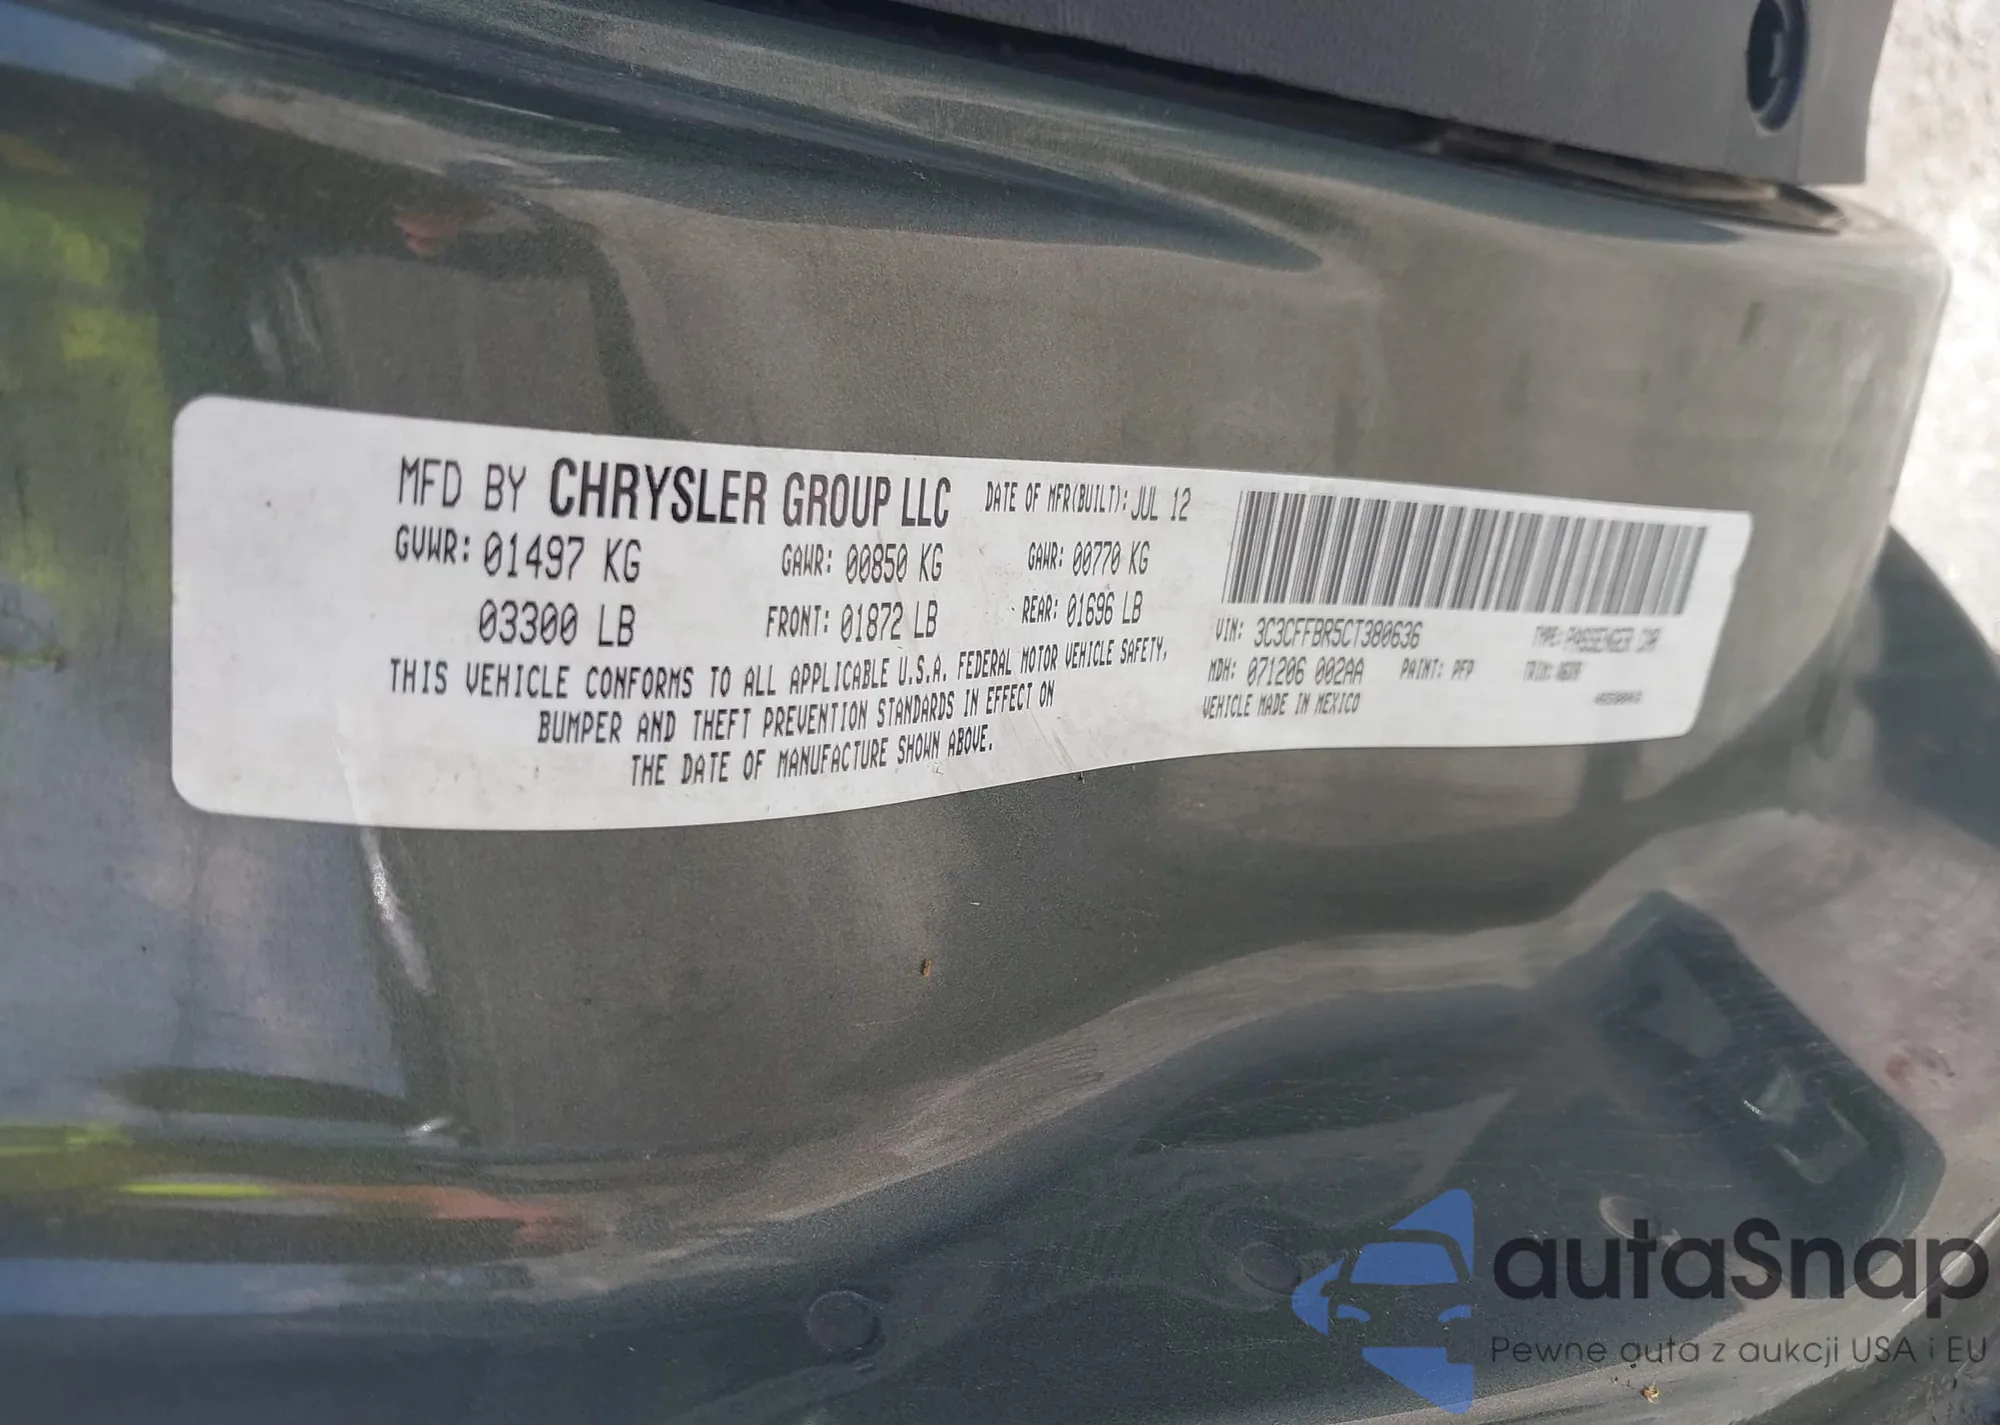 MFD BY CHRYSLER GROUP LLC DATE OF MFR(BUILT): JUL 12
GVWR: 01497 KG GAWR: 00850 KG GAWR: 00770 KG
03300 LB FRONT: 01872 LB REAR: 01696 LB
THIS VEHICLE CONFORMS TO ALL APPLICABLE U.S.A. FEDERAL MOTOR VEHICLE SAFETY,
BUMPER AND THEFT PREVENTION STANDARDS IN EFFECT ON
THE DATE OF MANUFACTURE SHOWN ABOVE.
VIN: 3C3CFFBR5CT380636 TYPE: PASSENGER CAR
MDH: 071206 002AA PAINT: PFP TRIM:
VEHICLE MADE IN MEXICO
autaSnap
Pewne auta z aukcji USA i EU